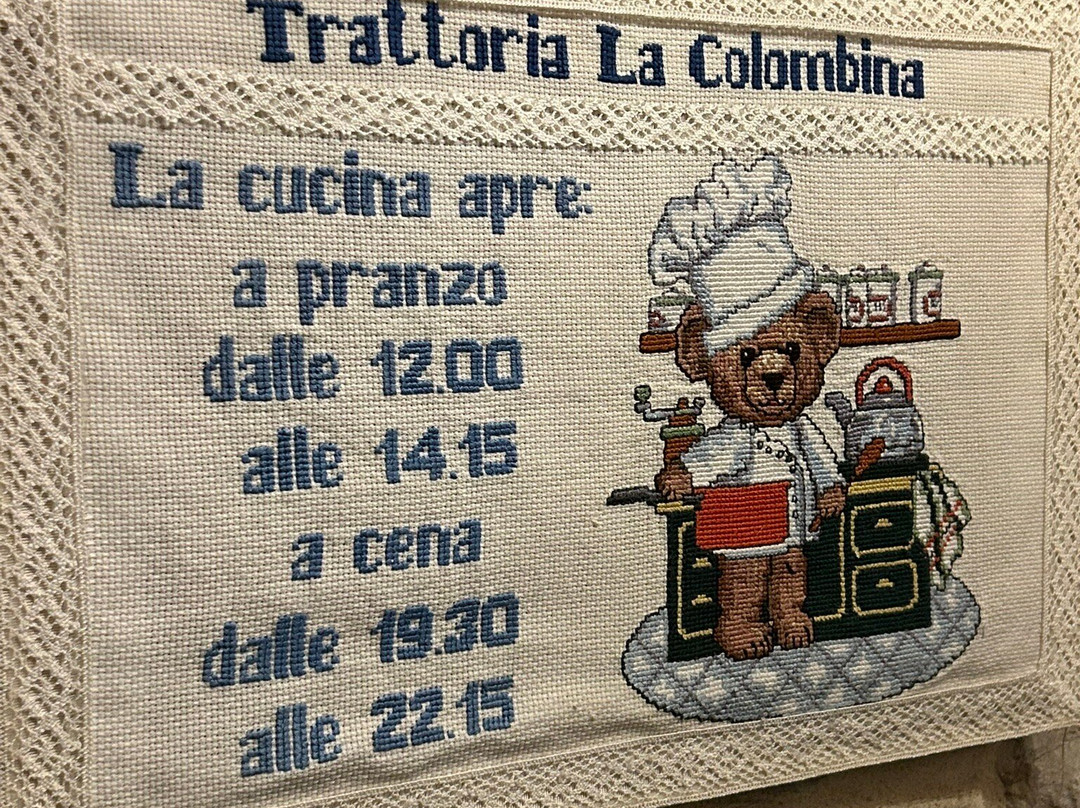 Trattoria La Colombina
La cucina apre:
a pranzo
dalle 12.00
alle 14.15
a cena
dalle 19.30
alle 22.15